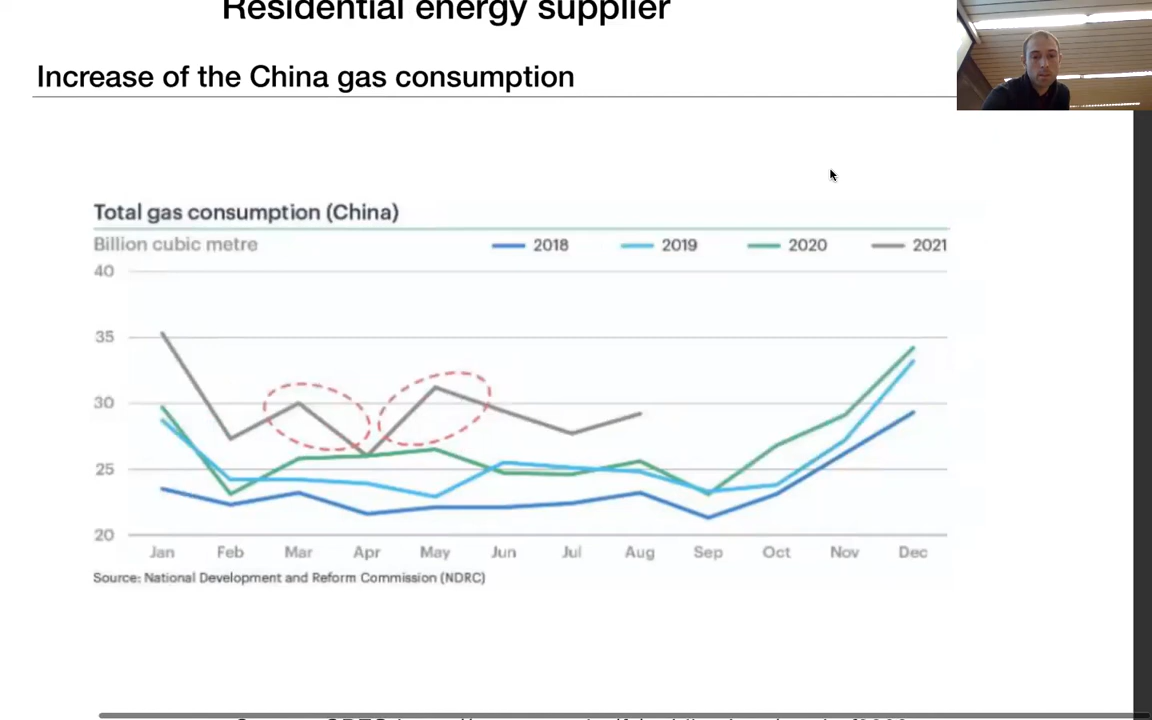 Residential energy supplier
Increase of the China gas consumption
Total gas consumption (China)
Billion cubic metre
2018 2019 2020 2021
40
35
30
25
20
Jan Feb Mar Apr May Jun Jul Aug Sep Oct Nov Dec
Source: National Development and Reform Commission (NDRC)